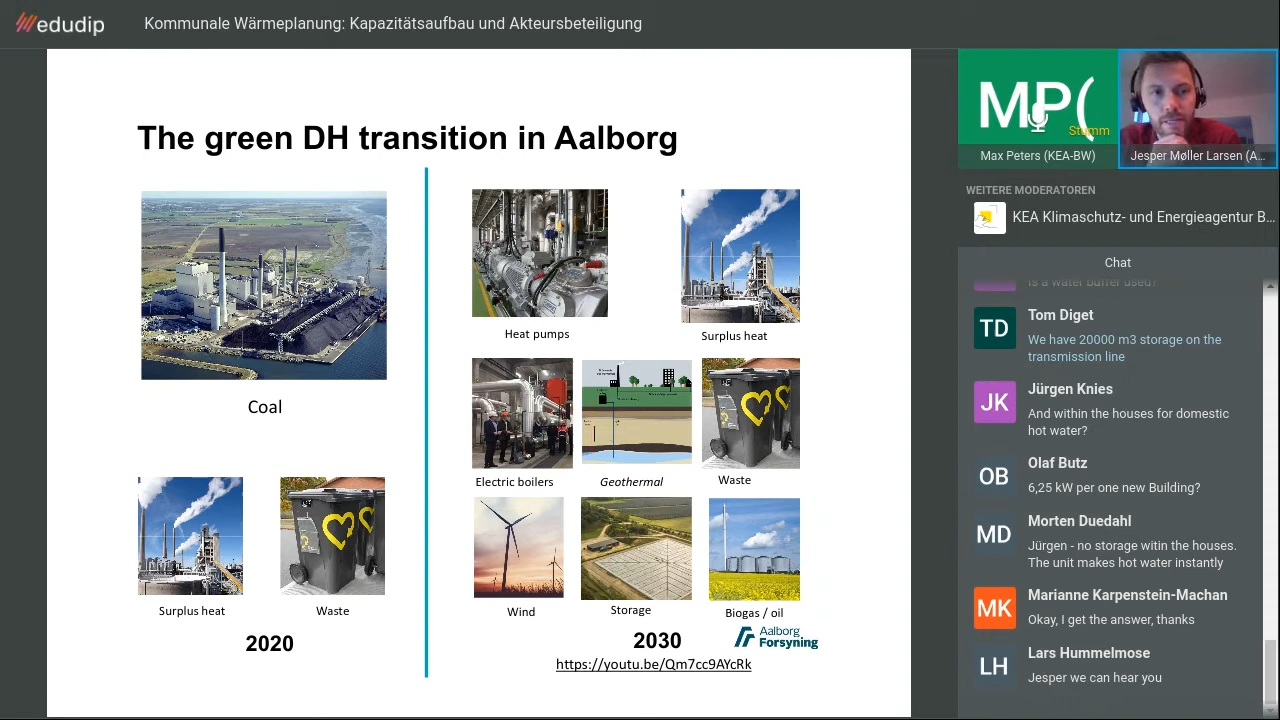 edudip
Kommunale Wärmeplanung: Kapazitätsaufbau und Akteursbeteiligung
The green DH transition in Aalborg
Coal
Surplus heat
Waste
2020
Heat pumps
Surplus heat
Electric boilers
Geothermal
Waste
Wind
Storage
Biogas / oil
2030
Aalborg
Forsyning
https://youtu.be/Qm7cc9AYcRk
MP(
Stumm
Max Peters (KEA-BW)
Jesper Møller Larsen (A...
WEITERE MODERATOREN
KEA Klimaschutz- und Energieagentur B...
Chat
Is a water buffer used?
TD
Tom Diget
We have 20000 m3 storage on the
transmission line
JK
Jürgen Knies
And within the houses for domestic
hot water?
OB
Olaf Butz
6,25 kW per one new Building?
MD
Morten Duedahl
Jürgen - no storage witin the houses.
The unit makes hot water instantly
MK
Marianne Karpenstein-Machan
Okay, I get the answer, thanks
LH
Lars Hummelmose
Jesper we can hear you